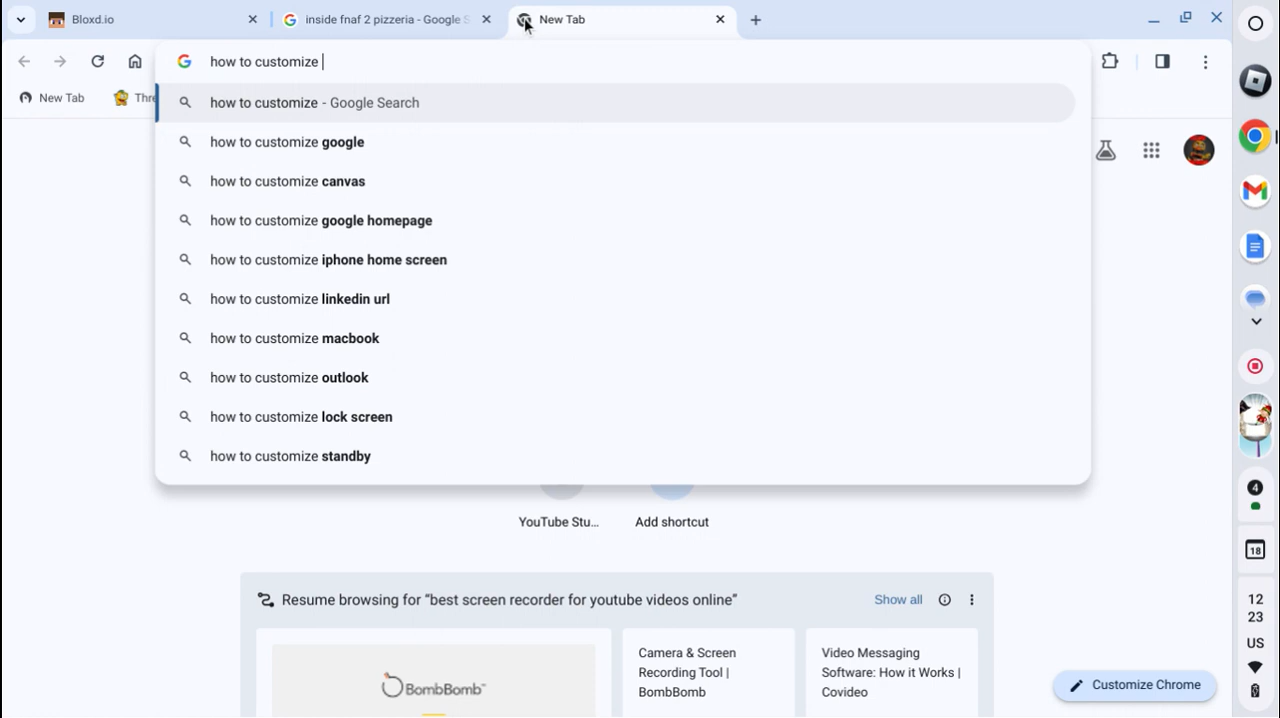 Bloxd.io
inside fnaf 2 pizzeria - Google S
New Tab
how to customize
New Tab
Thre
how to customize - Google Search
how to customize google
how to customize canvas
how to customize google homepage
how to customize iphone home screen
how to customize linkedin url
how to customize macbook
how to customize outlook
how to customize lock screen
how to customize standby
YouTube Stu...
Add shortcut
Resume browsing for “best screen recorder for youtube videos online”
Show all
BombBomb
Camera & Screen
Recording Tool |
BombBomb
Video Messaging
Software: How it Works |
Covideo
Customize Chrome
4
18
12
23
US